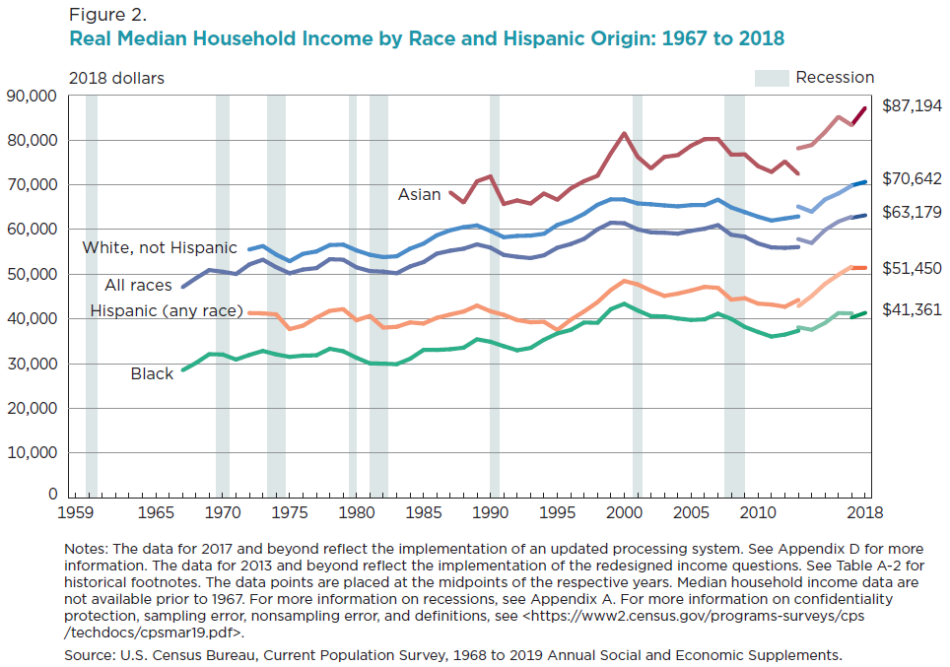 Figure 2.
Real Median Household Income by Race and Hispanic Origin: 1967 to 2018
2018 dollars
Recession
90,000
80,000
70,000
60,000
50,000
40,000
30,000
20,000
10,000
0
Asian
White, not Hispanic
All races
Hispanic (any race)
Black
$87,194
$70,642
$63,179
$51,450
$41,361
1959 1965 1970 1975 1980 1985 1990 1995 2000 2005 2010 2018
Notes: The data for 2017 and beyond reflect the implementation of an updated processing system. See Appendix D for more
information. The data for 2013 and beyond reflect the implementation of the redesigned income questions. See Table A-2 for
historical footnotes. The data points are placed at the midpoints of the respective years. Median household income data are
not available prior to 1967. For more information on recessions, see Appendix A. For more information on confidentiality
protection, sampling error, nonsampling error, and definitions, see <https://www2.census.gov/programs-surveys/cps
/techdocs/cpsmar19.pdf>.
Source: U.S. Census Bureau, Current Population Survey, 1968 to 2019 Annual Social and Economic Supplements.